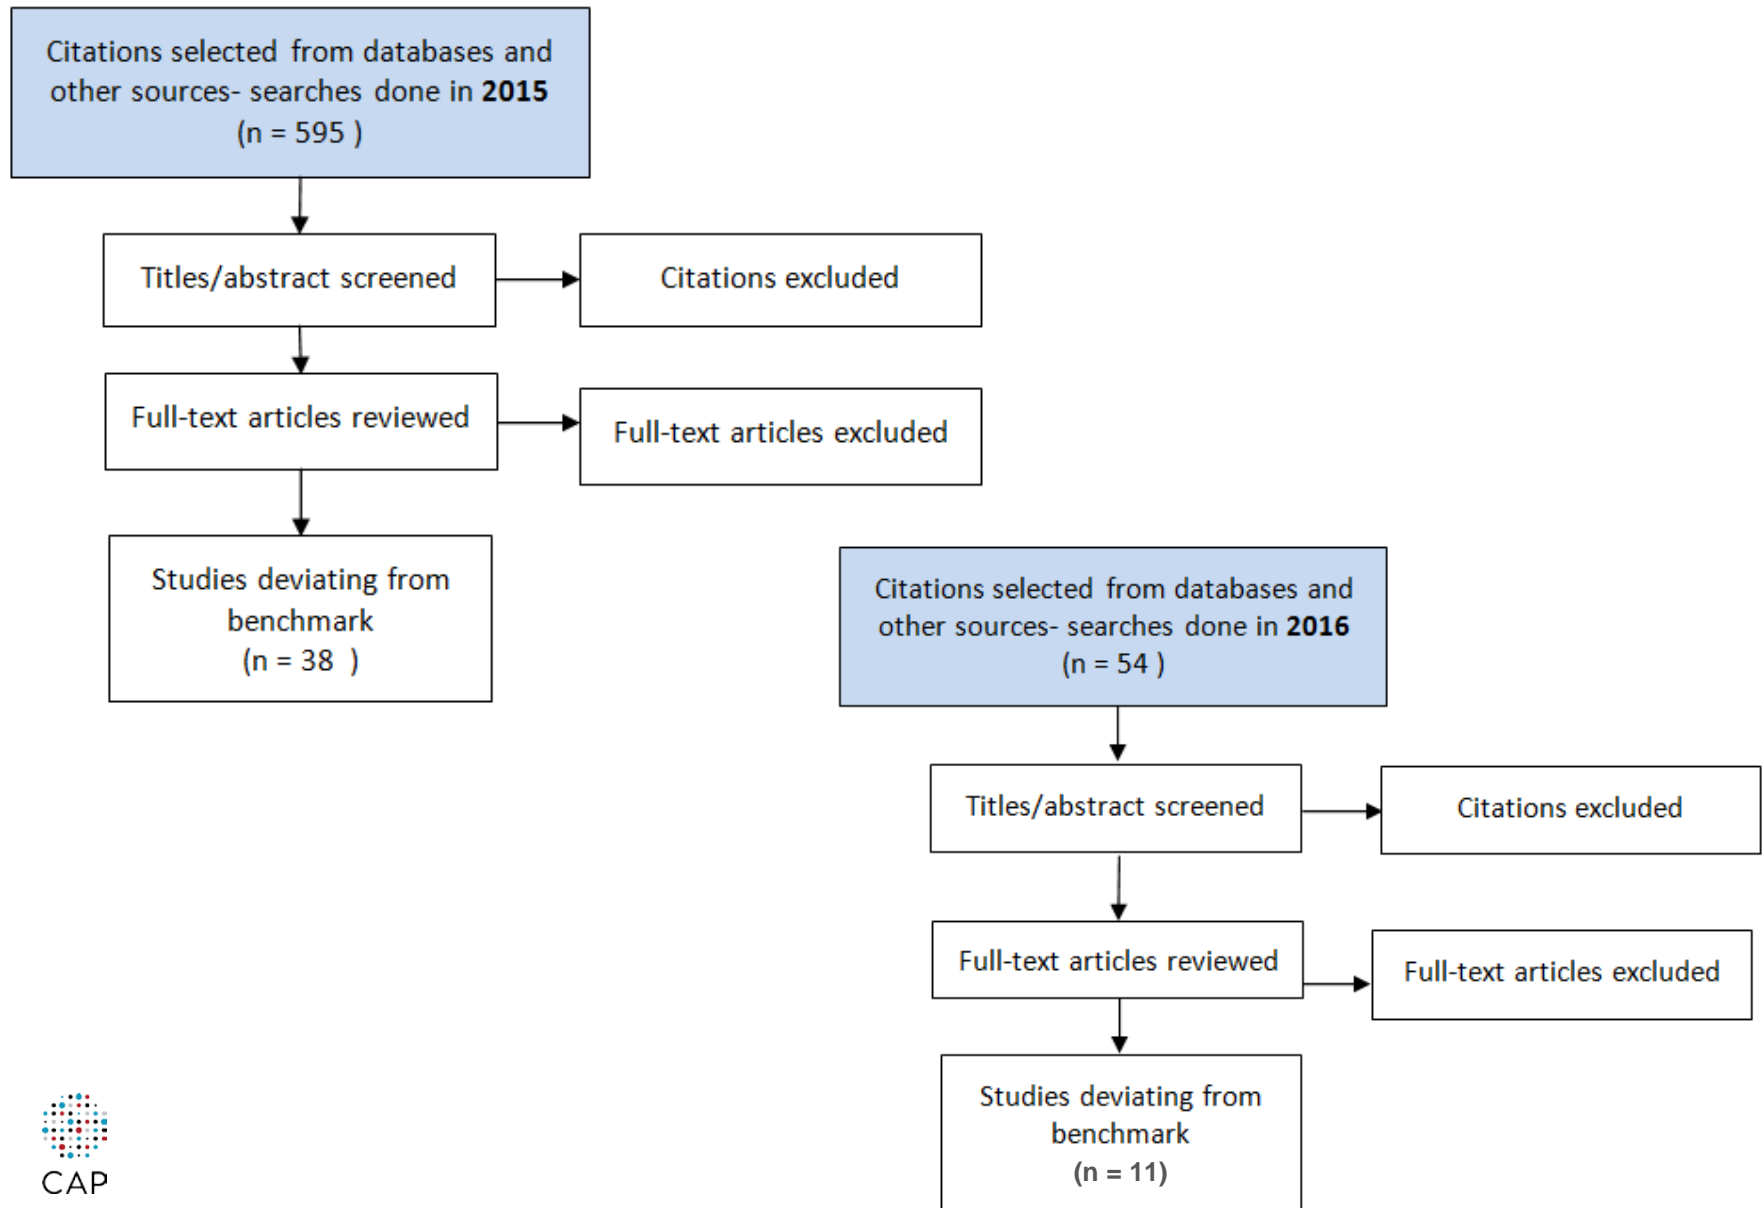 Citations selected from databases and
other sources- searches done in 2015
(n = 595 )
Titles/abstract screened
Citations excluded
Full-text articles reviewed
Full-text articles excluded
Studies deviating from
benchmark
(n = 38 )
Citations selected from databases and
other sources- searches done in 2016
(n = 54 )
Titles/abstract screened
Citations excluded
Full-text articles reviewed
Full-text articles excluded
Studies deviating from
benchmark
(n = 11)
CAP